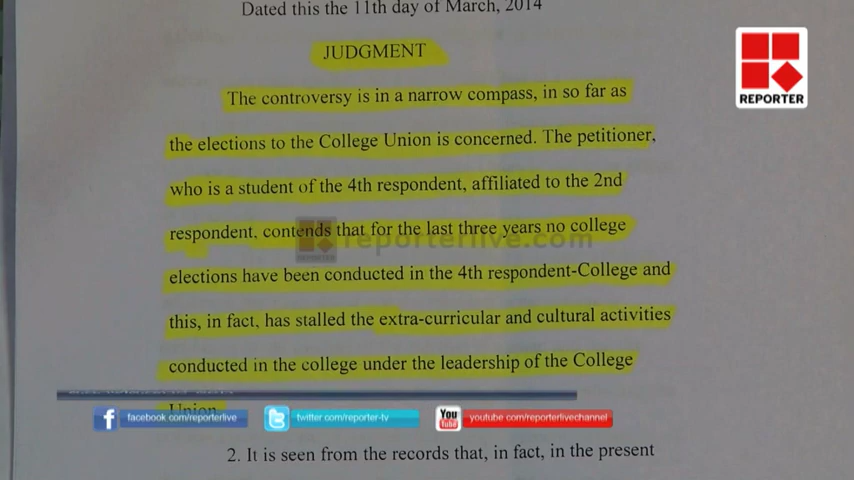 Dated this the 11th day of March, 2014
JUDGMENT
REPORTER
The controversy is in a narrow compass, in so far as
the elections to the College Union is concerned. The petitioner,
who is a student of the 4th respondent, affiliated to the 2nd
respondent, contends that for the last three years no college
reporterlive.com
REPORTER
elections have been conducted in the 4th respondent-College and
this, in fact, has stalled the extra-curricular and cultural activities
conducted in the college under the leadership of the College
Union.
facebook.com/reporterlive
twitter.com/reporter-tv
You Tube
youtube.com/reporterlivechannel
2. It is seen from the records that, in fact, in the present